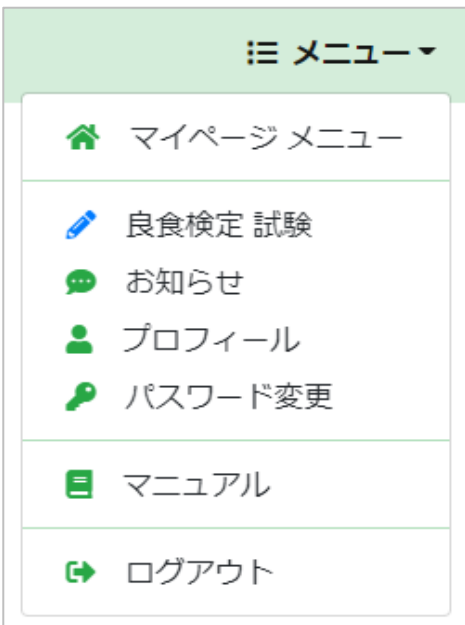 メニュー
マイページ メニュー
良食検定 試験
お知らせ
プロフィール
パスワード変更
マニュアル
ログアウト